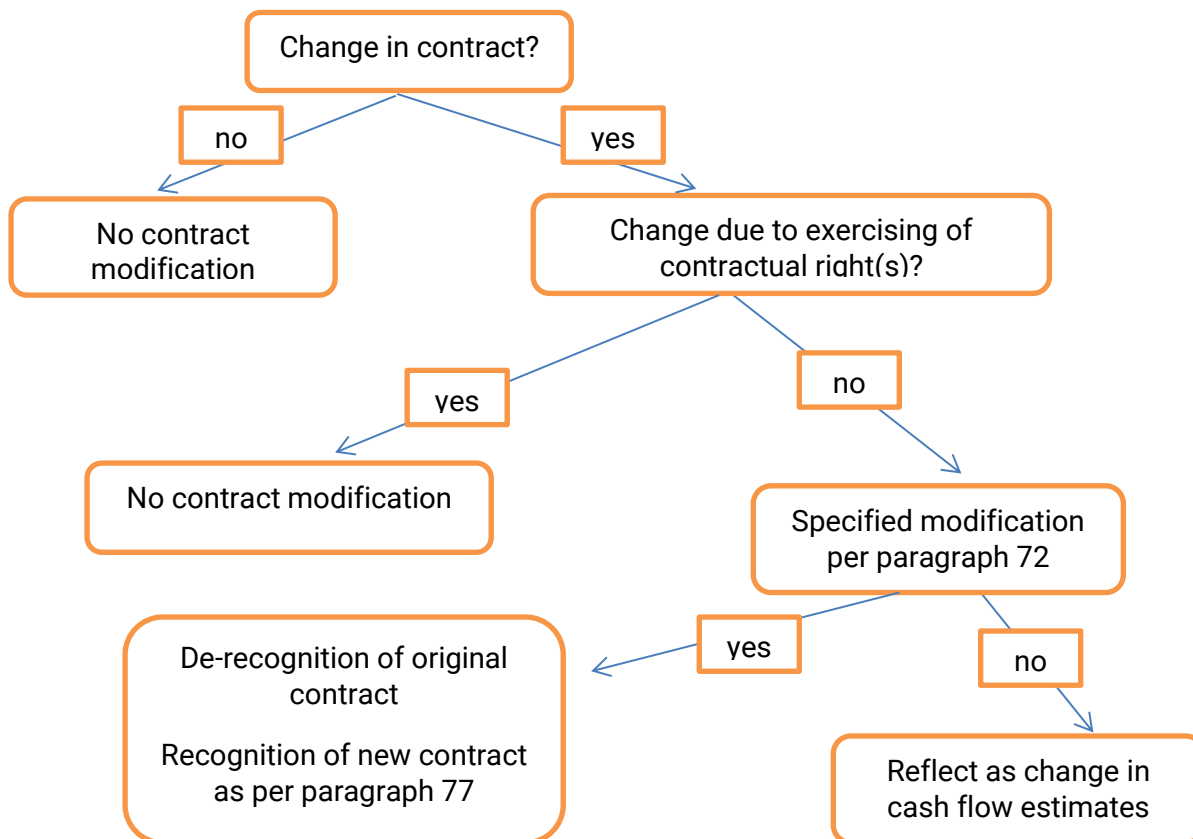 Change in contract?
no
yes
No contract
modification
Change due to exercising of
contractual right(s)?
yes
no
No contract modification
Specified modification
per paragraph 72
yes
no
De-recognition of original
contract
Recognition of new contract
as per paragraph 77
Reflect as change in
cash flow estimates